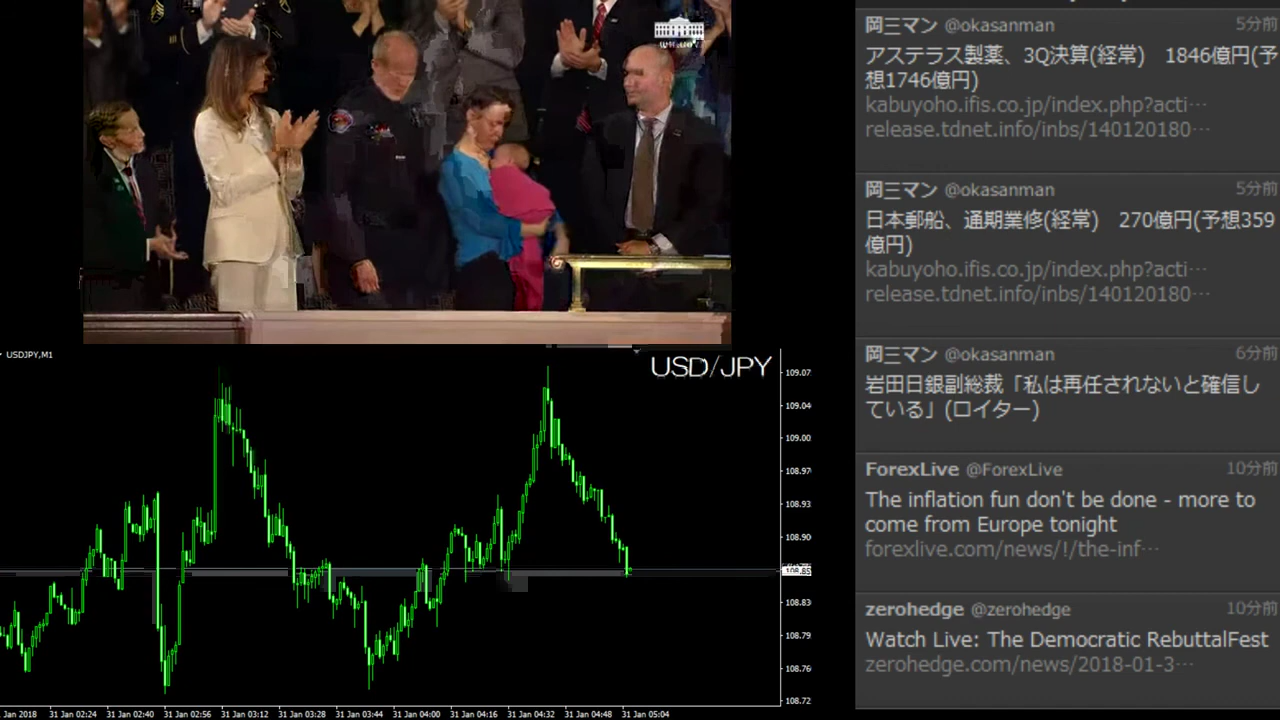 岡三マン @okasanman 5分前
アステラス製薬、3Q決算(経常) 1846億円(予
想1746億円)
kabuyoho.ifis.co.jp/index.php?acti…
release.tdnet.info/inbs/140120180…
岡三マン @okasanman 5分前
日本郵船、通期業修(経常) 270億円(予想359
億円)
kabuyoho.ifis.co.jp/index.php?acti…
release.tdnet.info/inbs/140120180…
岡三マン @okasanman 6分前
岩田日銀副総裁「私は再任されないと確信し
ている」(ロイター)
ForexLive @ForexLive 10分前
The inflation fun don't be done - more to
come from Europe tonight
forexlive.com/news/!/the-inf…
zerohedge @zerohedge 10分前
Watch Live: The Democratic RebuttalFest
zerohedge.com/news/2018-01-3…
USDJPY,M1
USD/JPY
109.07
109.04
109.00
108.97
108.93
108.90
108.85
108.83
108.79
108.76
108.72
Jan 2018 31 Jan 02:24 31 Jan 02:40 31 Jan 02:56 31 Jan 03:12 31 Jan 03:28 31 Jan 03:44 31 Jan 04:00 31 Jan 04:16 31 Jan 04:32 31 Jan 04:48 31 Jan 05:04